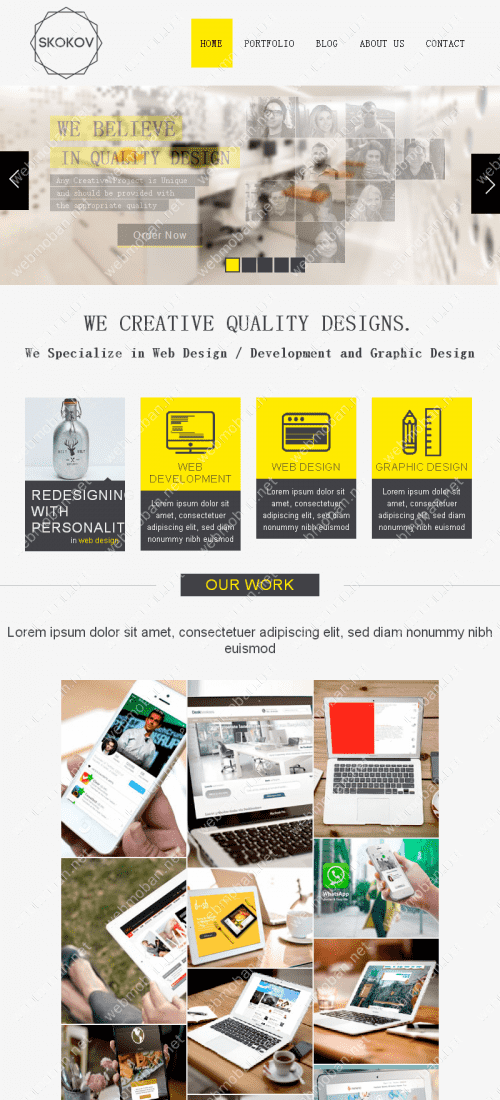 SKOKOV
HOME PORTFOLIO BLOG ABOUT US CONTACT
WE BELIEVE
IN QUALITY DESIGN
Any Creative Project is Unique
and should be provided with
the appropriate quality
Order Now
WE CREATIVE QUALITY DESIGNS.
We Specialize in Web Design / Development and Graphic Design
REDESIGNING
WITH
PERSONALIT
in web design
WEB
DEVELOPMENT
Lorem ipsum dolor sit
amet, consectetuer
adipiscing elit, sed diam
nonummy nibh euismod
WEB DESIGN
Lorem ipsum dolor sit
amet, consectetuer
adipiscing elit, sed diam
nonummy nibh euismod
GRAPHIC DESIGN
Lorem ipsum dolor sit
amet, consectetuer
adipiscing elit, sed diam
nonummy nibh euismod
OUR WORK
Lorem ipsum dolor sit amet, consectetuer adipiscing elit, sed diam nonummy nibh
euismod
WhatsApp
webmoban.net